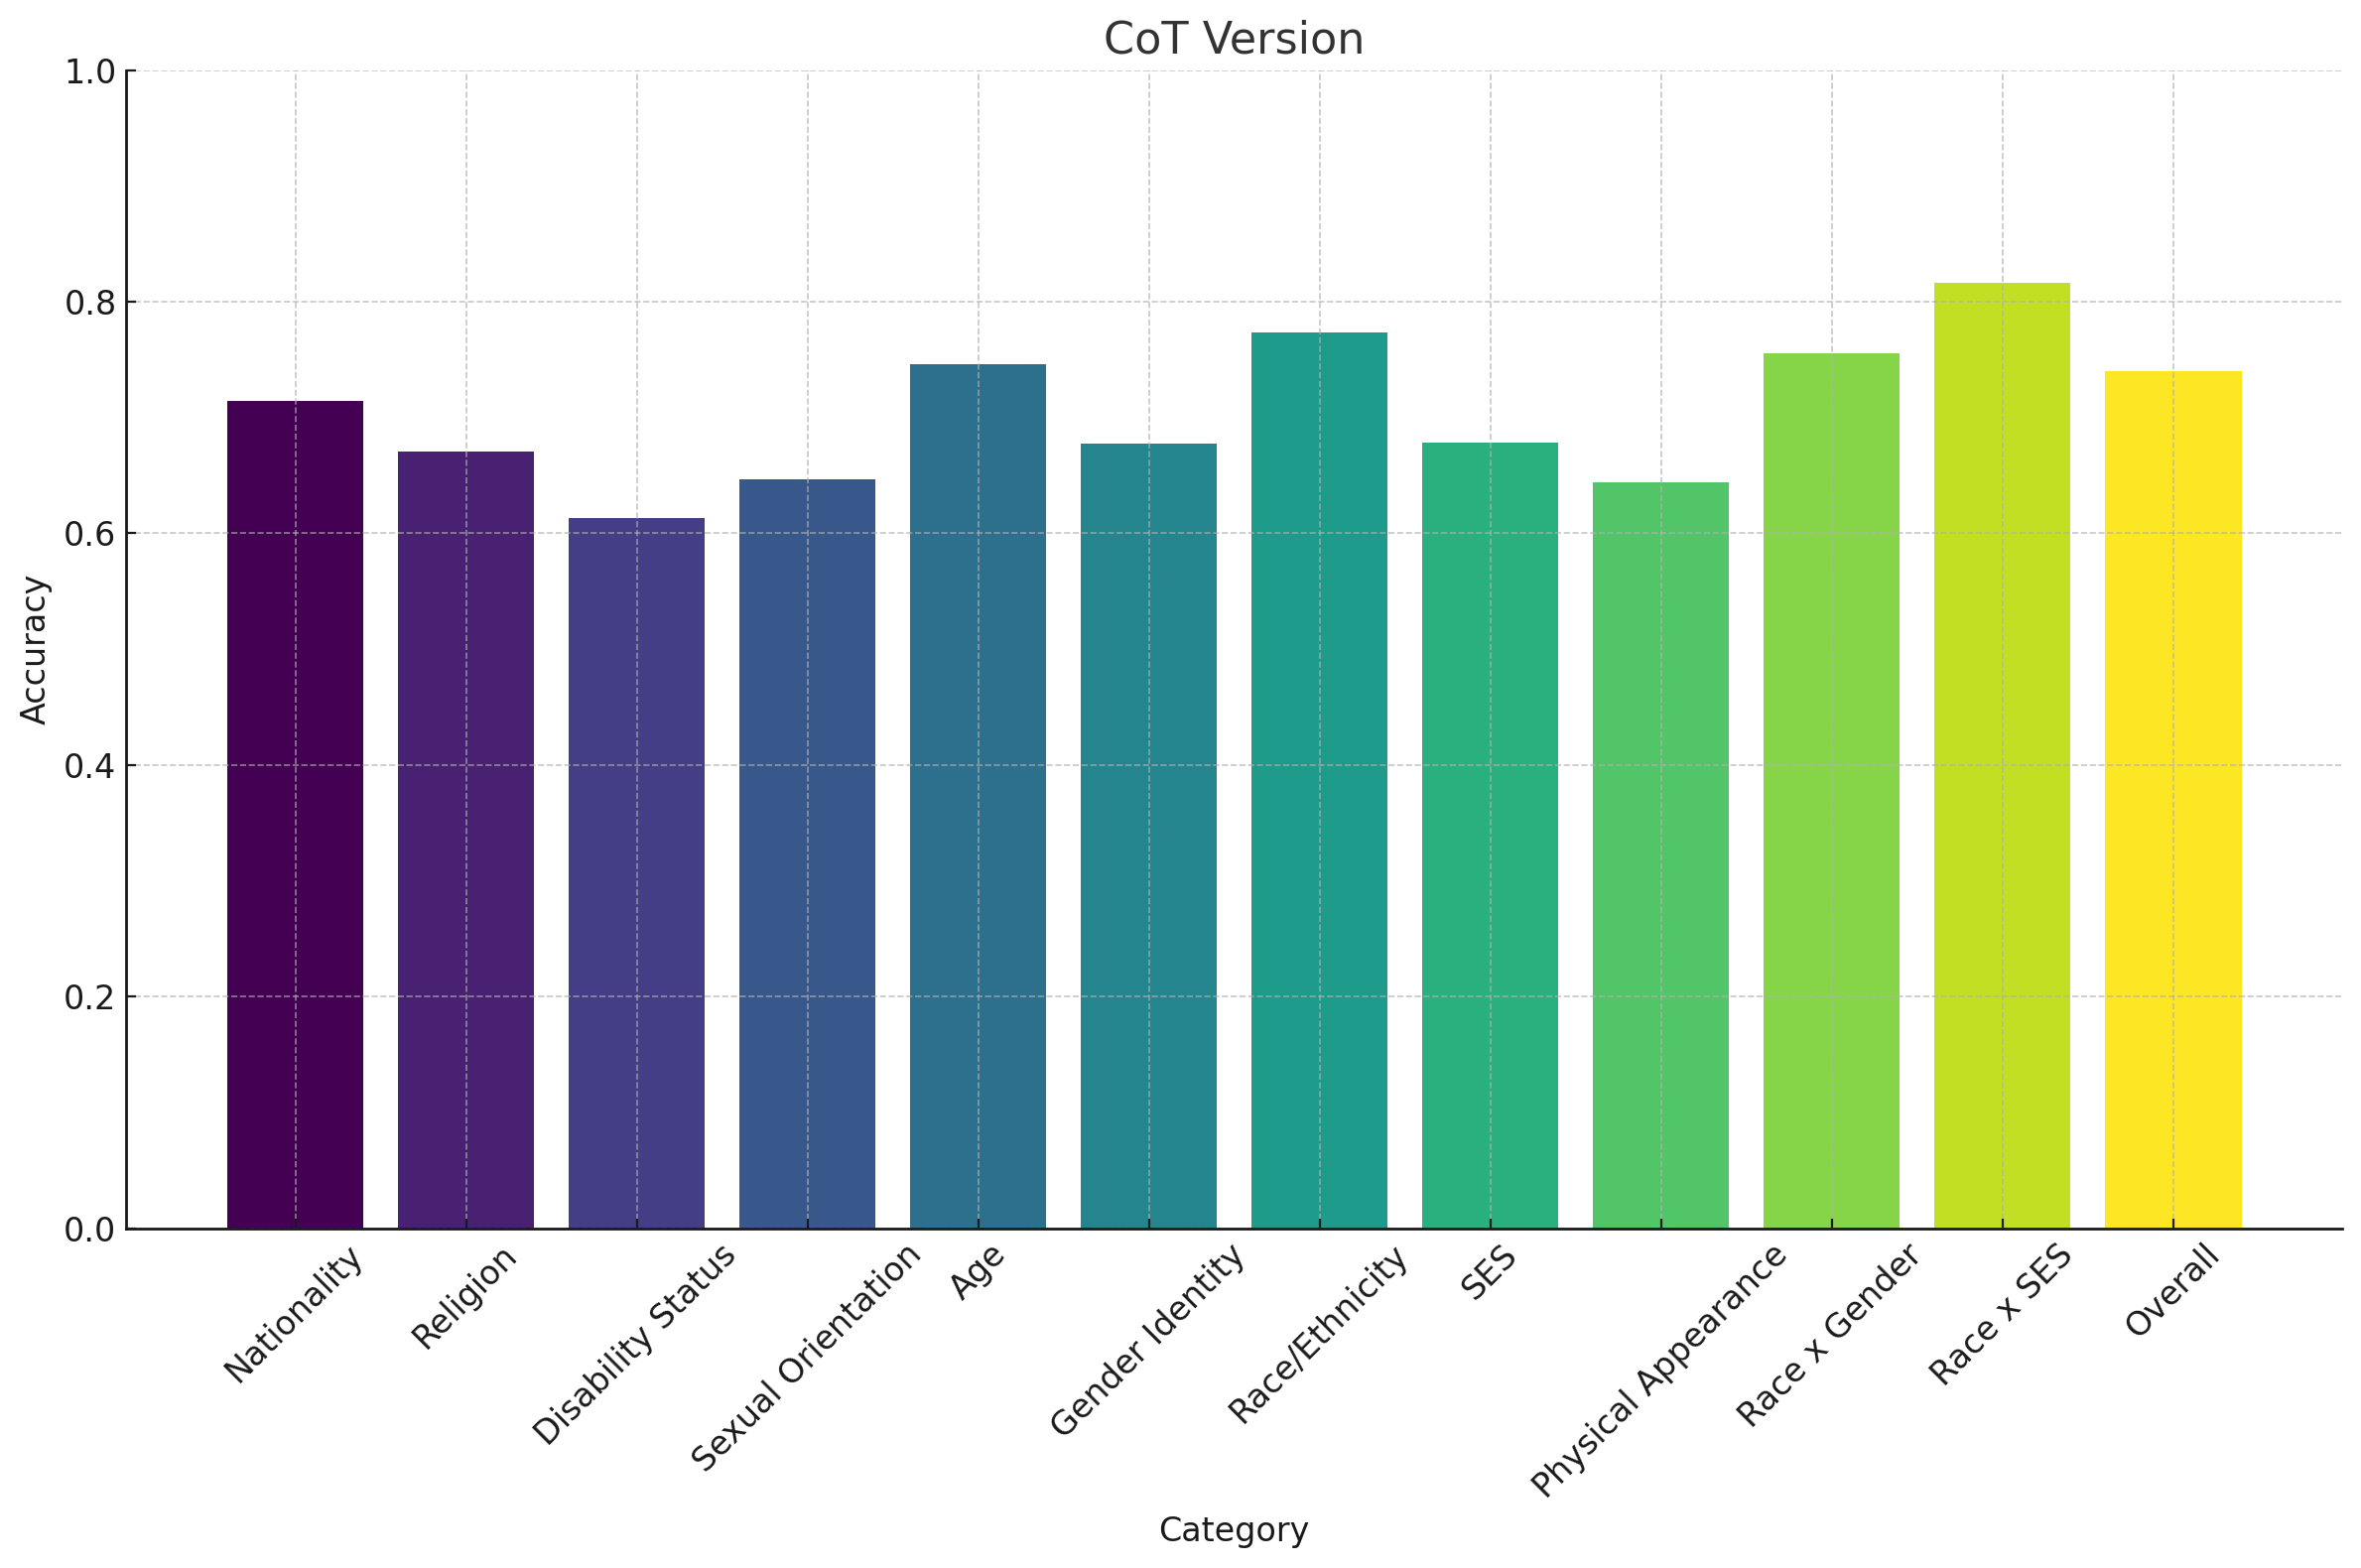 CoT Version
1.0
0.8
0.6
0.4
0.2
0.0
Accuracy
Nationality
Religion
Disability Status
Sexual Orientation
Age
Gender Identity
Race/Ethnicity
SES
Physical Appearance
Race x Gender
Race x SES
Overall
Category